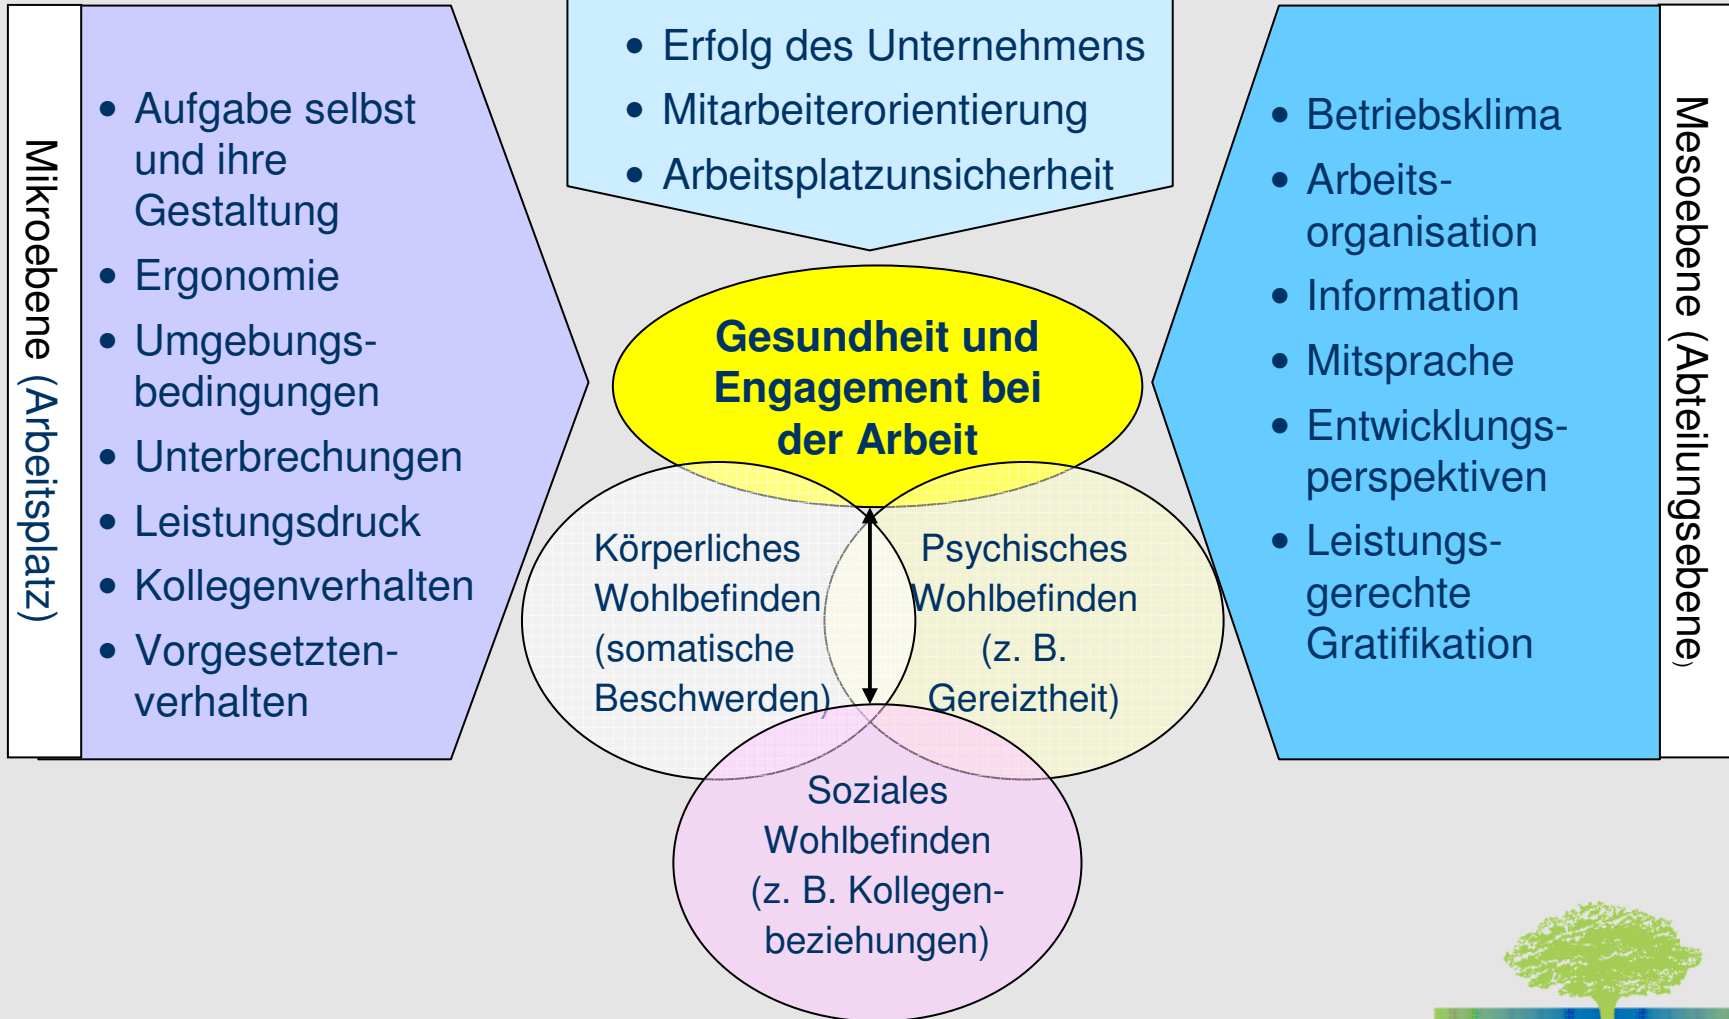 Mikroebene (Arbeitsplatz)
• Aufgabe selbst
und ihre
Gestaltung
• Ergonomie
• Umgebungs-
bedingungen
• Unterbrechungen
• Leistungsdruck
• Kollegenverhalten
• Vorgesetzten-
verhalten
• Erfolg des Unternehmens
• Mitarbeiterorientierung
• Arbeitsplatzunsicherheit
Gesundheit und
Engagement bei
der Arbeit
Körperliches
Wohlbefinden
(somatische
Beschwerden)
Psychisches
Wohlbefinden
(z. B.
Gereiztheit)
Soziales
Wohlbefinden
(z. B. Kollegen-
beziehungen)
• Betriebsklima
• Arbeits-
organisation
• Information
• Mitsprache
• Entwicklungs-
perspektiven
• Leistungs-
gerechte
Gratifikation
Mesoebene (Abteilungsebene)